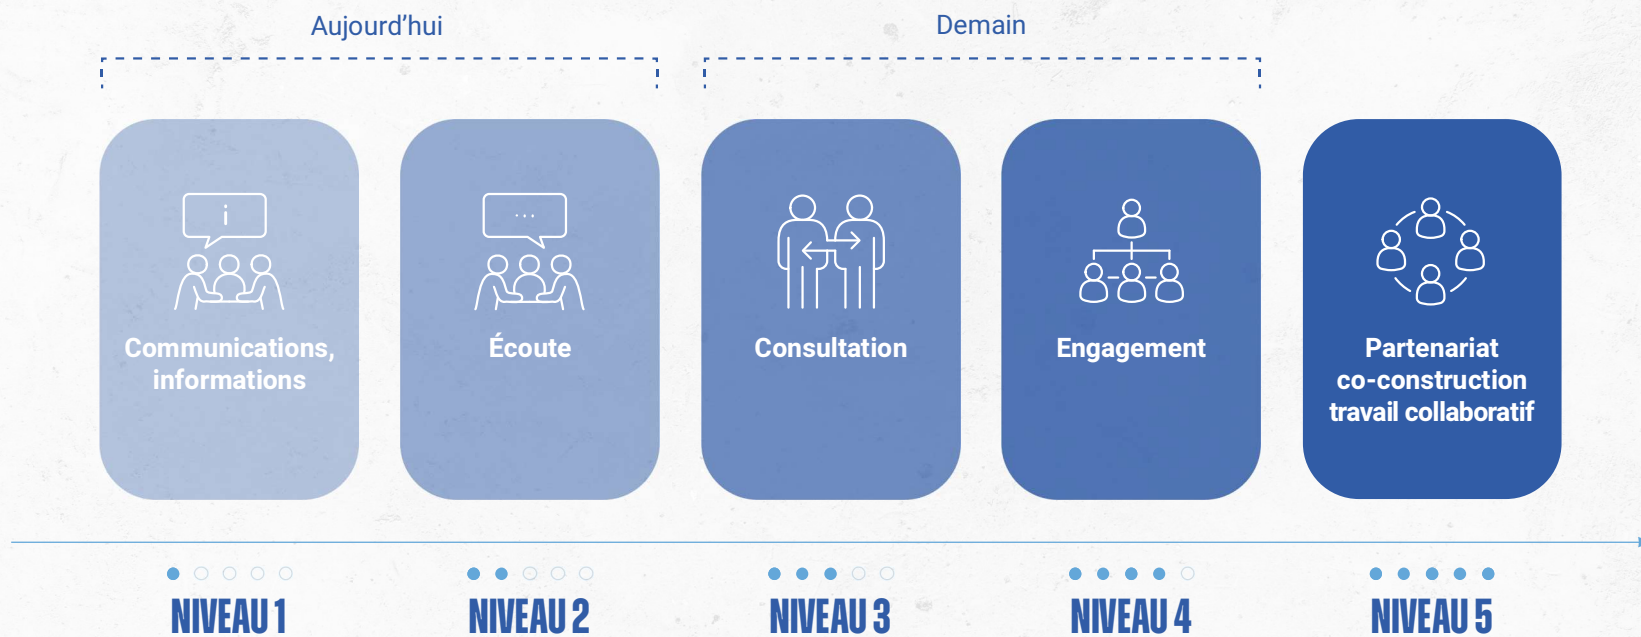 Aujourd’hui
Demain
i
...
Communications,
informations
Écoute
Consultation
Engagement
Partenariat
co-construction
travail collaboratif
NIVEAU 1
NIVEAU 2
NIVEAU 3
NIVEAU 4
NIVEAU 5